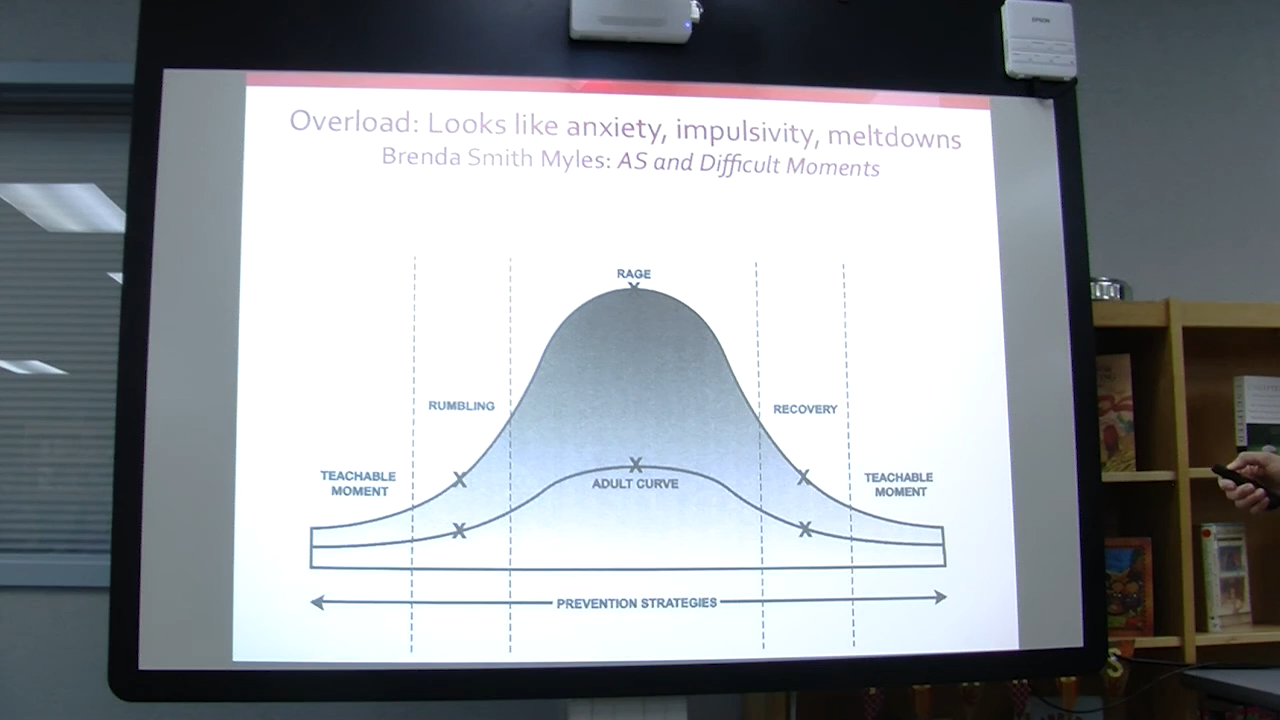 EPSON
Overload: Looks like anxiety, impulsivity, meltdowns
Brenda Smith Myles: AS and Difficult Moments
RAGE
X
RUMBLING
RECOVERY
TEACHABLE
MOMENT
X
X
X
ADULT CURVE
TEACHABLE
MOMENT
X
X
PREVENTION STRATEGIES